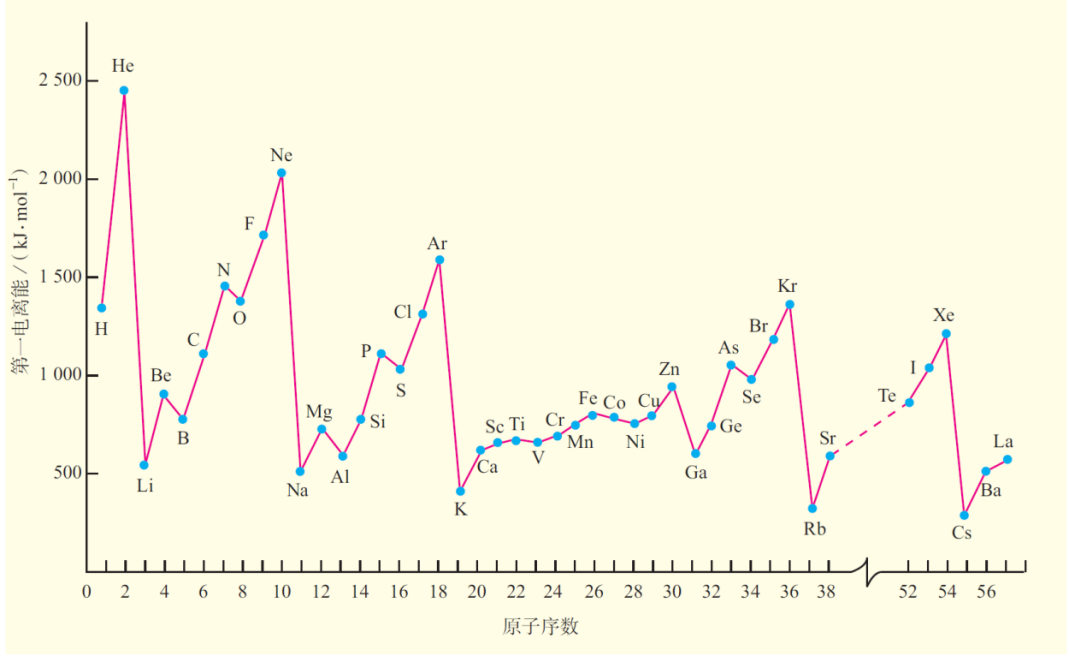 第一电离能/(kJ·mol⁻¹)
2 500
2 000
1 500
1 000
500
He
H
Li
Be
B
C
N
O
F
Ne
Na
Mg
Al
Si
P
S
Cl
Ar
K
Ca
Sc
Ti
V
Cr
Mn
Fe
Co
Ni
Cu
Zn
Ga
Ge
As
Se
Br
Kr
Rb
Sr
Te
I
Xe
Cs
Ba
La
0 2 4 6 8 10 12 14 16 18 20 22 24 26 28 30 32 34 36 38 52 54 56
原子序数